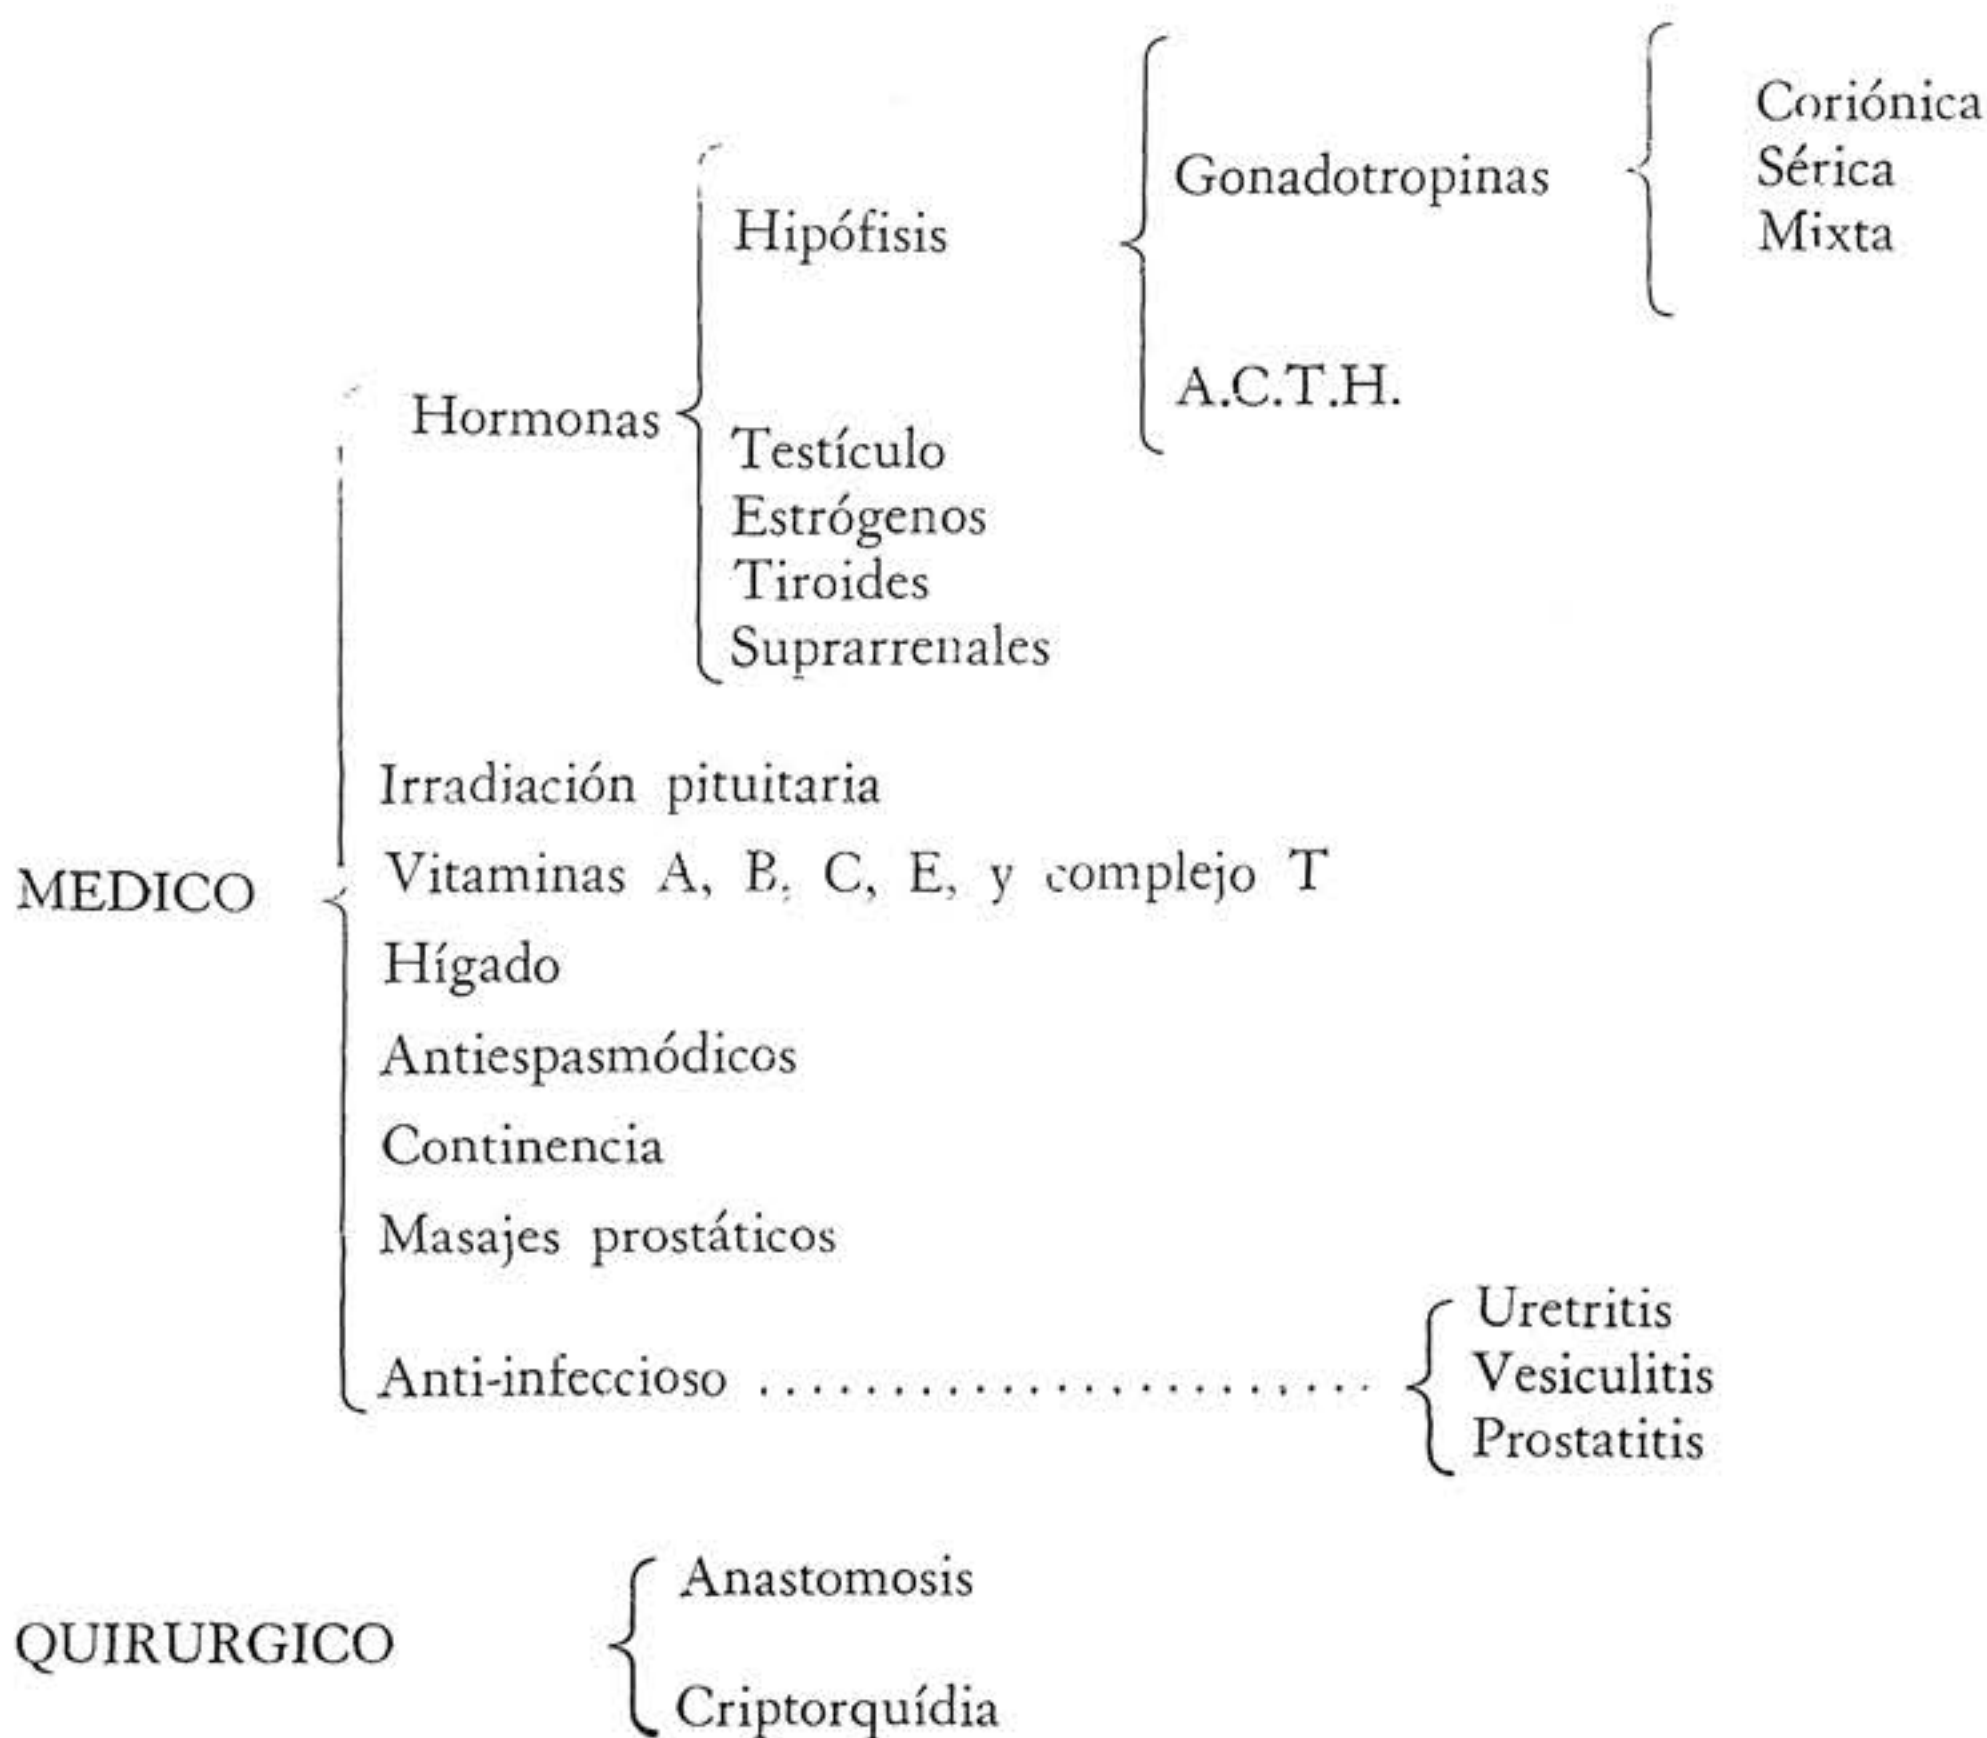 Coriónica
Gonadotropinas
Sérica
Hipófisis
Mixta
A.C.T.H.
Hormonas
Testículo
Estrógenos
Tiroides
Suprarrenales
Irradiación pituitaria
MEDICO
Vitaminas A, B, C, E, y complejo T
Hígado
Antiespasmódicos
Continencia
Masajes prostáticos
Anti-infeccioso ........................
Uretritis
Vesiculitis
Prostatitis
QUIRURGICO
Anastomosis
Criptorquídia